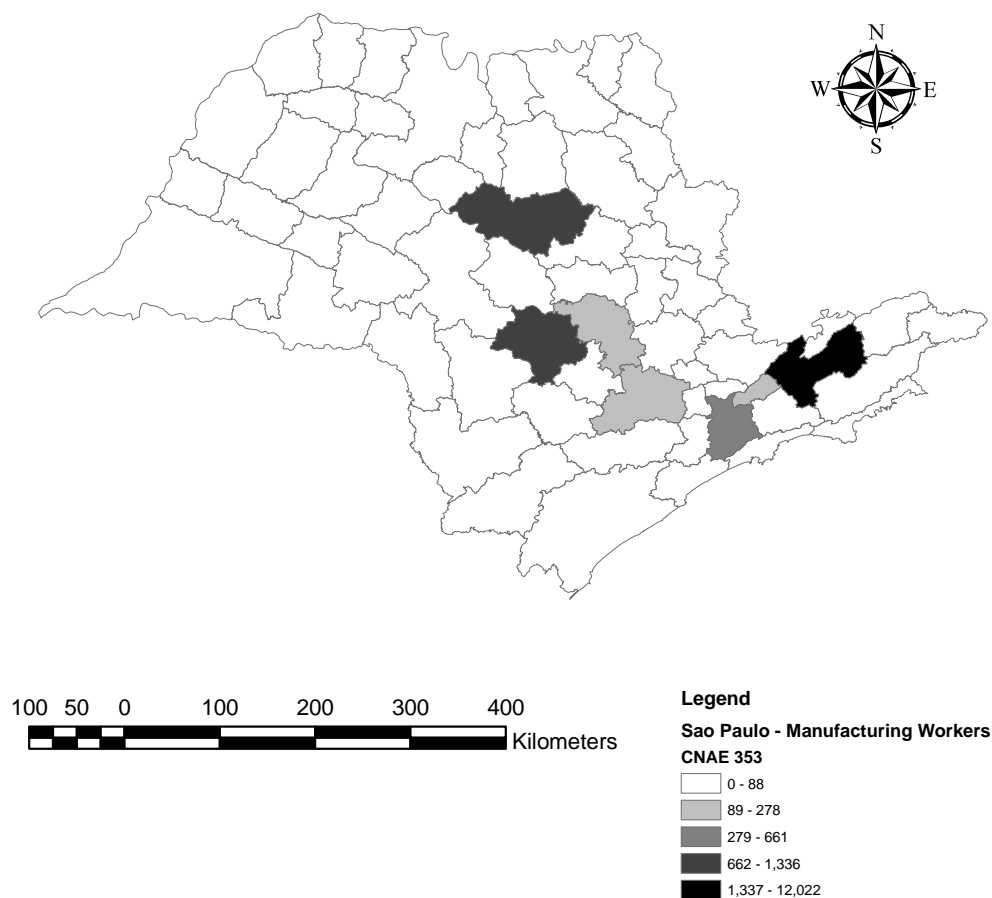 N
W E
S
100 50 0 100 200 300 400
Kilometers
Legend
Sao Paulo - Manufacturing Workers
CNAE 353
0 - 88
89 - 278
279 - 661
662 - 1,336
1,337 - 12,022